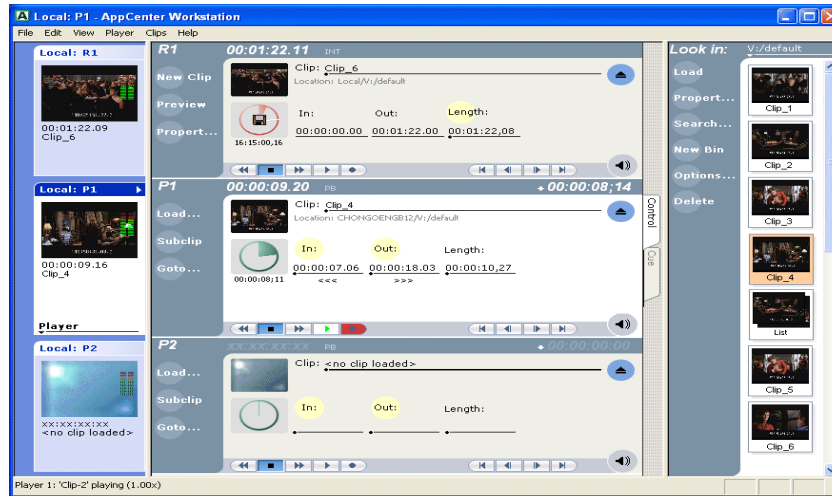 Local: P1 - AppCenter Workstation
File Edit View Player Clips Help
Local: R1
00:01:22.09
Clip_6
Local: P1
00:00:09.16
Clip_4
Player
Local: P2
xx:xx:xx:xx
<no clip loaded>
R1 00:01:22.11 INT
New Clip
Preview
Propert...
Clip: Clip_6
Location: Local/V:/default
In: Out: Length:
00:00:00.00 00:01:22.00 00:01:22,08
16:15:00,16
P1 00:00:09.20 PB 00:00:08;14
Load...
Subclip
Goto...
Clip: Clip_4
Location: CHONGOENGB12/V:/default
In: Out: Length:
00:00:07.06 00:00:18.03 00:00:10,27
00:00:08;11 <<< >>>
P2 xx:xx:xx;xx PB 00:00:00:00
Load...
Subclip
Goto...
Clip: <no clip loaded>
In: Out: Length:
Control
Cue
Look in: V:/default
Load
Propert...
Search...
New Bin
Options...
Delete
Clip_1
Clip_2
Clip_3
Clip_4
List
Clip_5
Clip_6
Player 1: 'Clip-2' playing (1.00x)